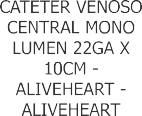 CATETER VENOSO
CENTRAL MONO
LUMEN 22GA X
10CM -
ALIVEHEART -
ALIVEHEART